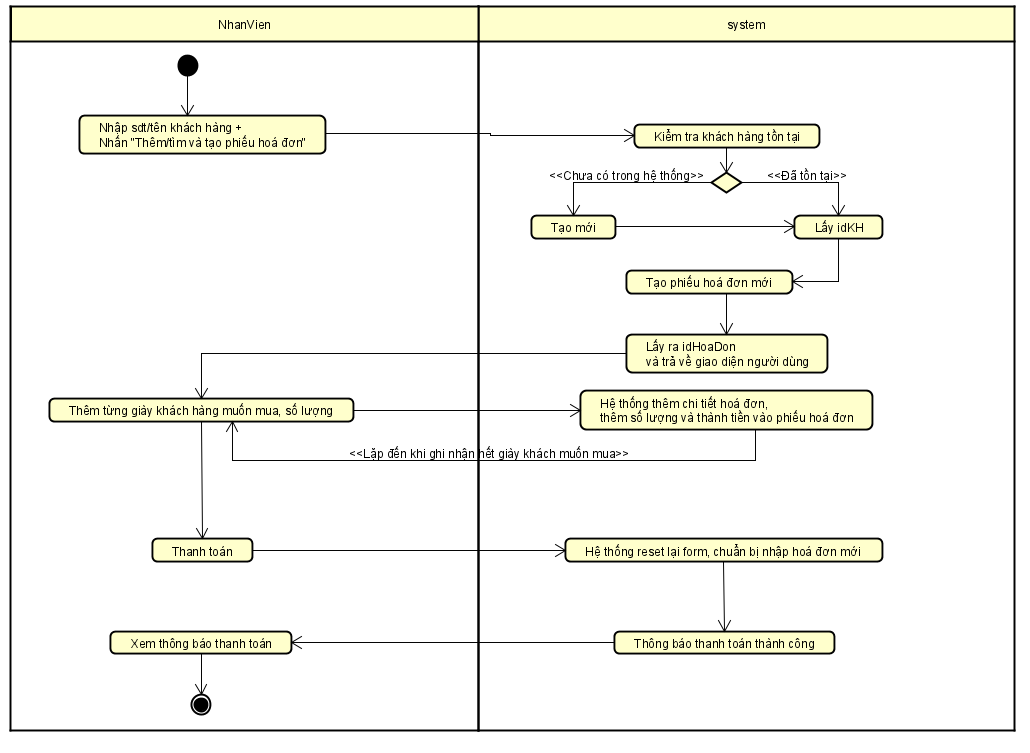 NhanVien
system
Nhập sdt/tên khách hàng +
Nhấn "Thêm/tìm và tạo phiếu hoá đơn"
Kiểm tra khách hàng tồn tại
<<Chưa có trong hệ thống>>
<<Đã tồn tại>>
Tạo mới
Lấy idKH
Tạo phiếu hoá đơn mới
Lấy ra idHoaDon
và trả về giao diện người dùng
Thêm từng giày khách hàng muốn mua, số lượng
Hệ thống thêm chi tiết hoá đơn,
thêm số lượng và thành tiền vào phiếu hoá đơn
<<Lặp đến khi ghi nhận hết giày khách muốn mua>>
Thanh toán
Hệ thống reset lại form, chuẩn bị nhập hoá đơn mới
Xem thông báo thanh toán
Thông báo thanh toán thành công